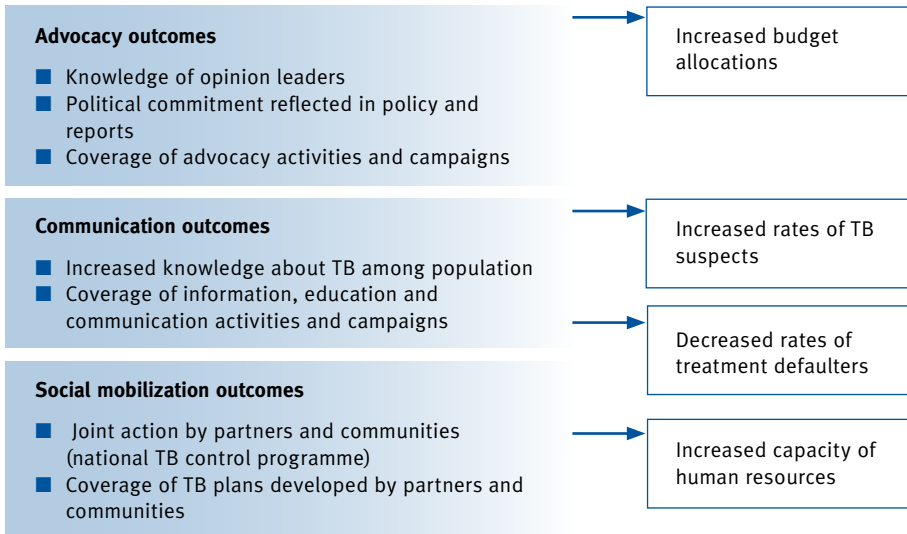 Advocacy outcomes
■ Knowledge of opinion leaders
■ Political commitment reflected in policy and
reports
■ Coverage of advocacy activities and campaigns
Increased budget
allocations
Communication outcomes
■ Increased knowledge about TB among population
■ Coverage of information, education and
communication activities and campaigns
Increased rates of TB
suspects
Decreased rates of
treatment defaulters
Social mobilization outcomes
■ Joint action by partners and communities
(national TB control programme)
■ Coverage of TB plans developed by partners and
communities
Increased capacity of
human resources